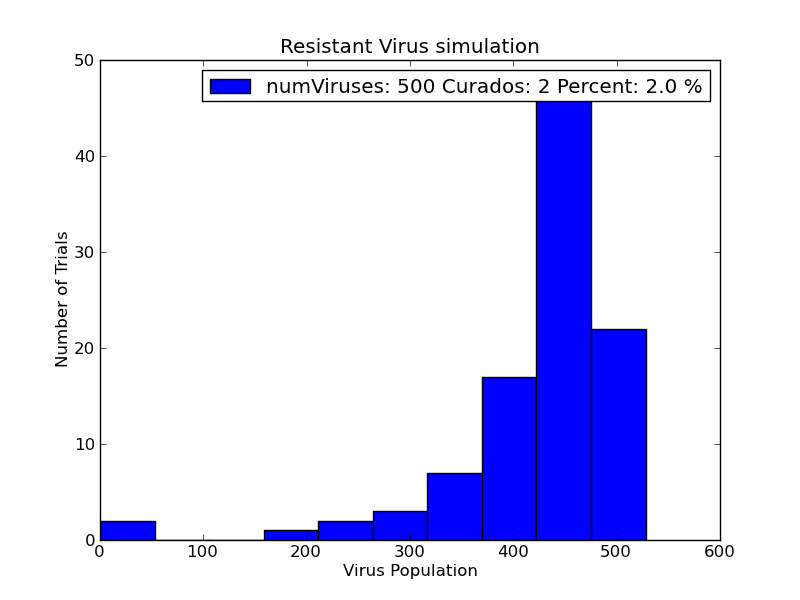 Resistant Virus simulation
numViruses: 500 Curados: 2 Percent: 2.0 %
50
40
30
20
10
0
Number of Trials
0 100 200 300 400 500 600
Virus Population